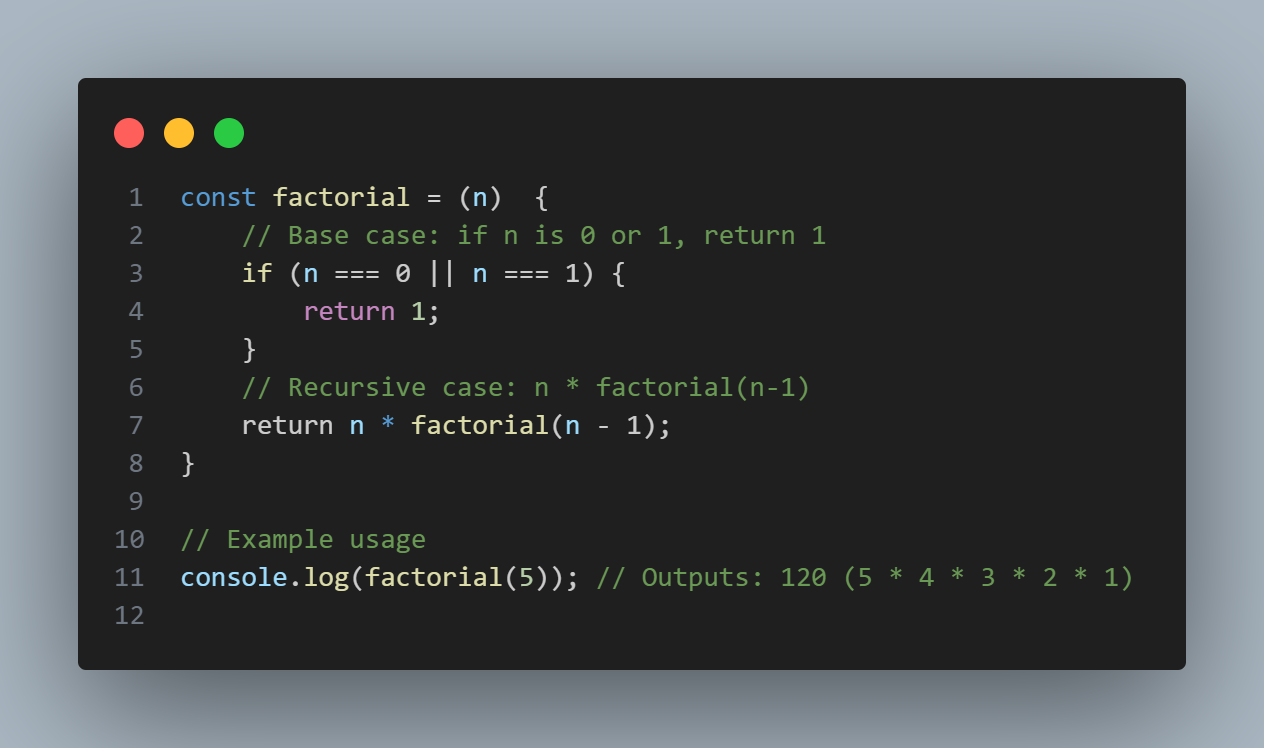 1 const factorial = (n)  {
2     // Base case: if n is 0 or 1, return 1
3     if (n === 0 || n === 1) {
4         return 1;
5     }
6     // Recursive case: n * factorial(n-1)
7     return n * factorial(n - 1);
8 }
9
10 // Example usage
11 console.log(factorial(5)); // Outputs: 120 (5 * 4 * 3 * 2 * 1)
12